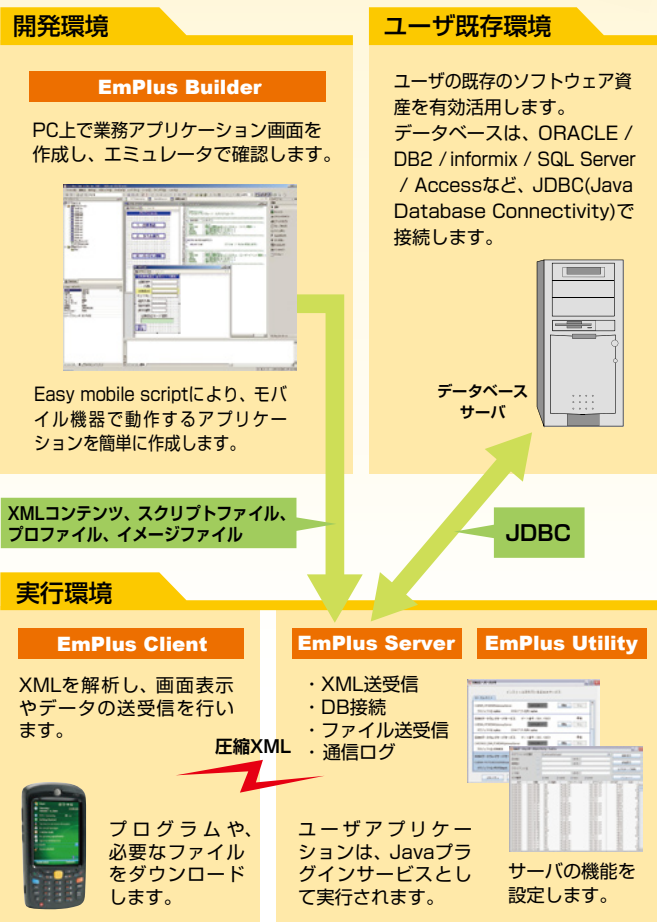 開発環境
EmPlus Builder
PC上で業務アプリケーション画面を
作成し、エミュレータで確認します。
Easy mobile scriptにより、モバ
イル機器で動作するアプリケー
ションを簡単に作成します。
ユーザ既存環境
ユーザの既存のソフトウェア資
産を有効活用します。
データベースは、ORACLE /
DB2 / informix / SQL Server
/ Accessなど、JDBC(Java
Database Connectivity)で
接続します。
データベース
サーバ
XMLコンテンツ、スクリプトファイル、
プロファイル、イメージファイル
JDBC
実行環境
EmPlus Client
XMLを解析し、画面表示
やデータの送受信を行い
ます。
圧縮XML
プログラムや、
必要なファイル
をダウンロード
します。
EmPlus Server
・XML送受信
・DB接続
・ファイル送受信
・通信ログ
ユーザアプリケー
ションは、Javaプラ
グインサービスとし
て実行されます。
EmPlus Utility
サーバの機能を
設定します。